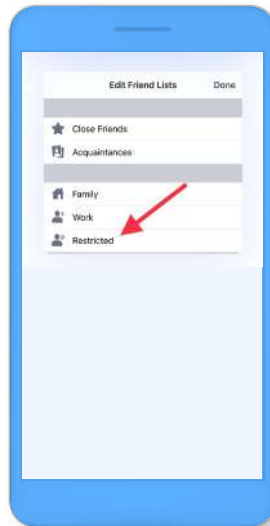 Edit Friend Lists Done
Close Friends
Acquaintances
Family
Work
Restricted